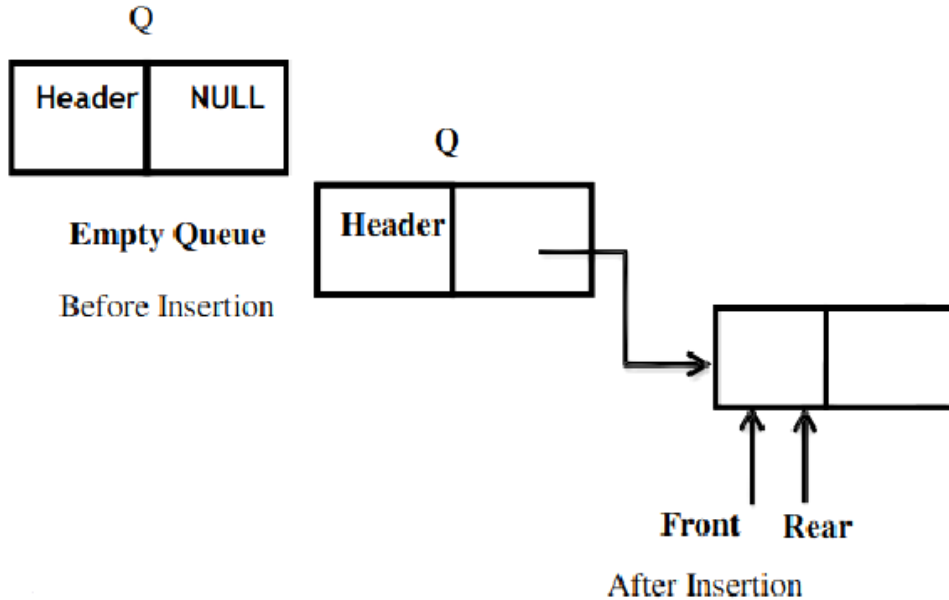 Q
Header NULL
Empty Queue
Before Insertion
Q
Header
Front Rear
After Insertion